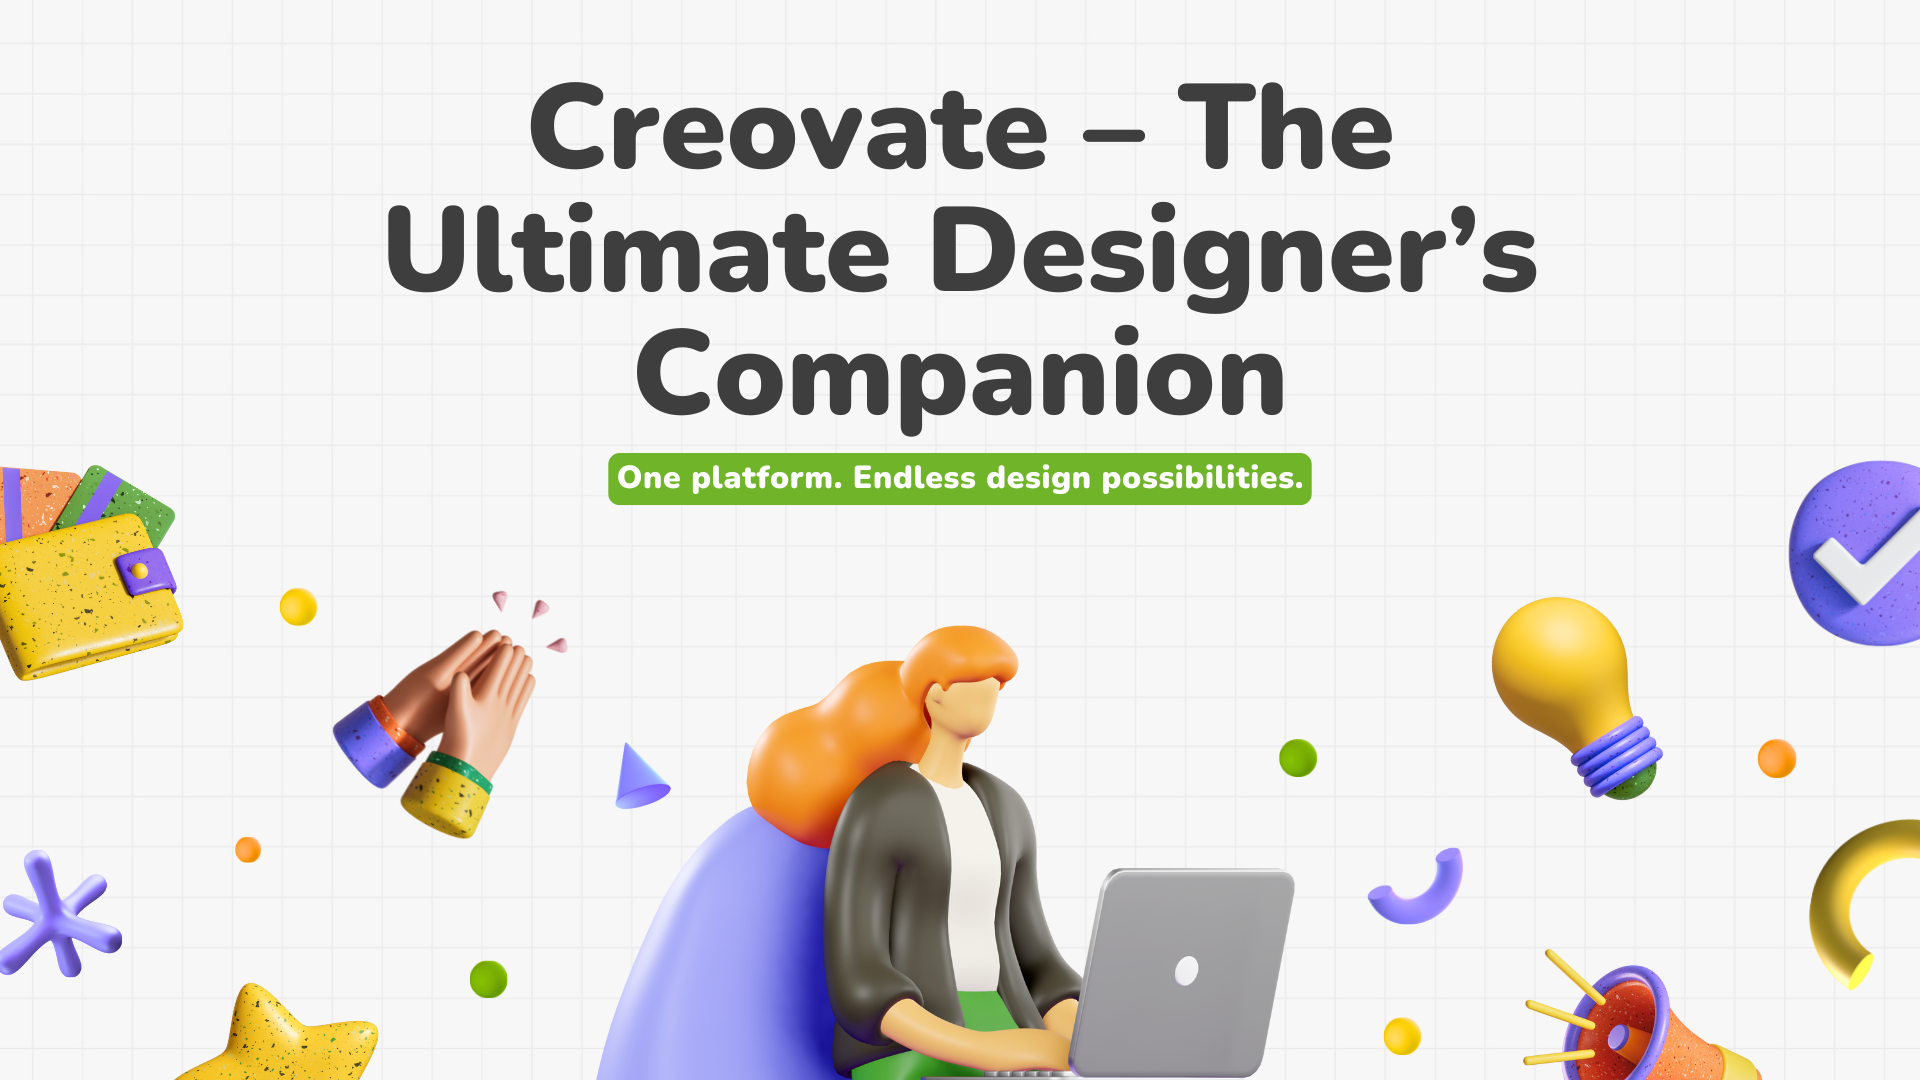 Creovate – The
Ultimate Designer’s
Companion
One platform. Endless design possibilities.